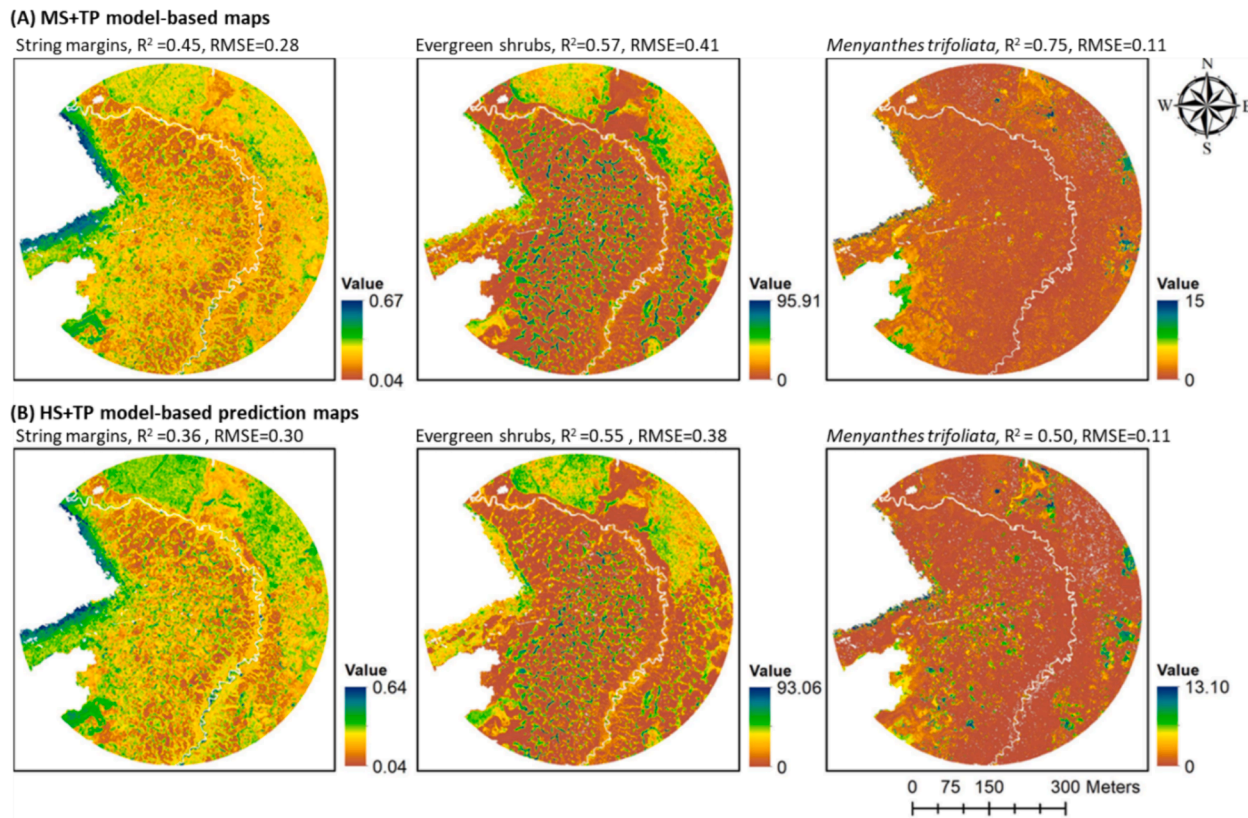 (A) MS+TP model-based maps
String margins, R² =0.45, RMSE=0.28
Evergreen shrubs, R²=0.57, RMSE=0.41
Menyanthes trifoliata, R²=0.75, RMSE=0.11
N
W E
S
Value
0.67
0.04
Value
95.91
0
Value
15
0
(B) HS+TP model-based prediction maps
String margins, R² =0.36 , RMSE=0.30
Evergreen shrubs, R² =0.55 , RMSE=0.38
Menyanthes trifoliata, R² = 0.50, RMSE=0.11
Value
0.64
0.04
Value
93.06
0
Value
13.10
0
0 75 150 300 Meters